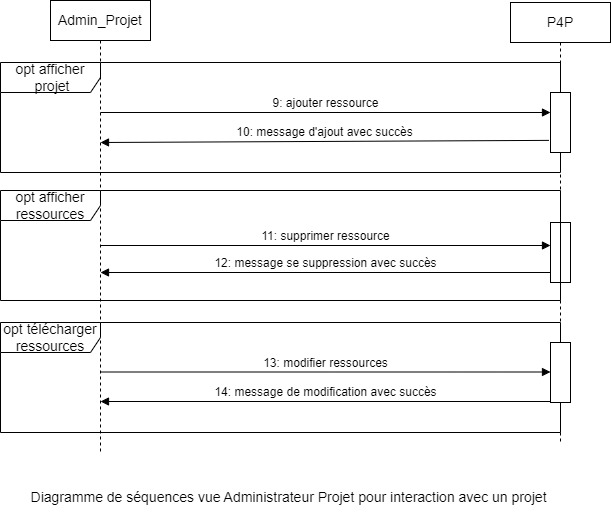 Admin_Projet
P4P
opt afficher
projet
9: ajouter ressource
10: message d'ajout avec succès
opt afficher
ressources
11: supprimer ressource
12: message se suppression avec succès
opt télécharger
ressources
13: modifier ressources
14: message de modification avec succès
Diagramme de séquences vue Administrateur Projet pour interaction avec un projet